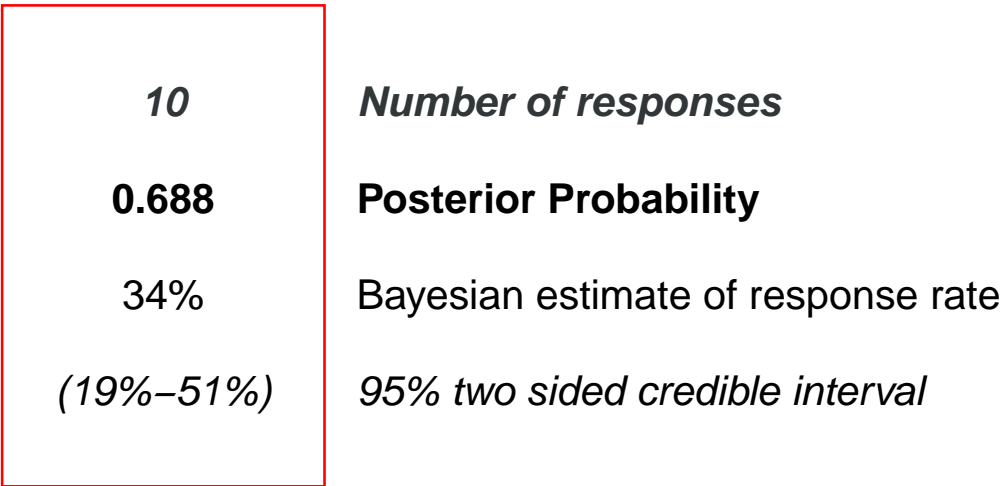 10 Number of responses
0.688 Posterior Probability
34% Bayesian estimate of response rate
(19%–51%) 95% two sided credible interval